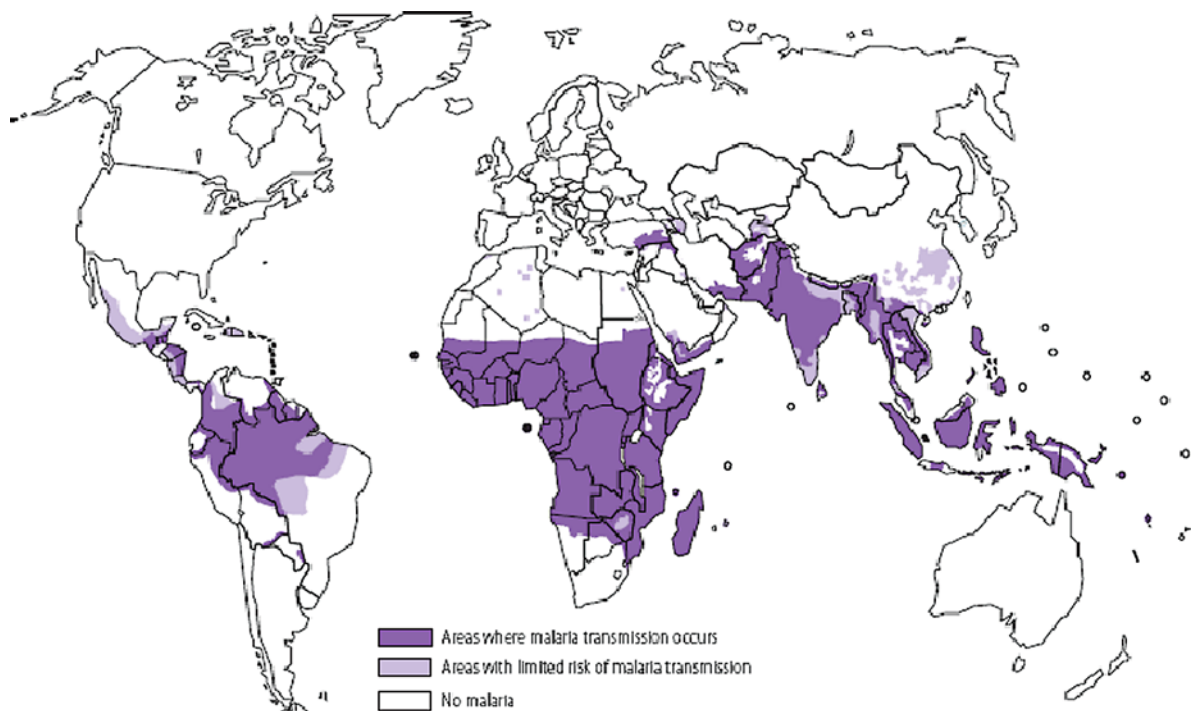 Areas where malaria transmission occurs
Areas with limited risk of malaria transmission
No malaria